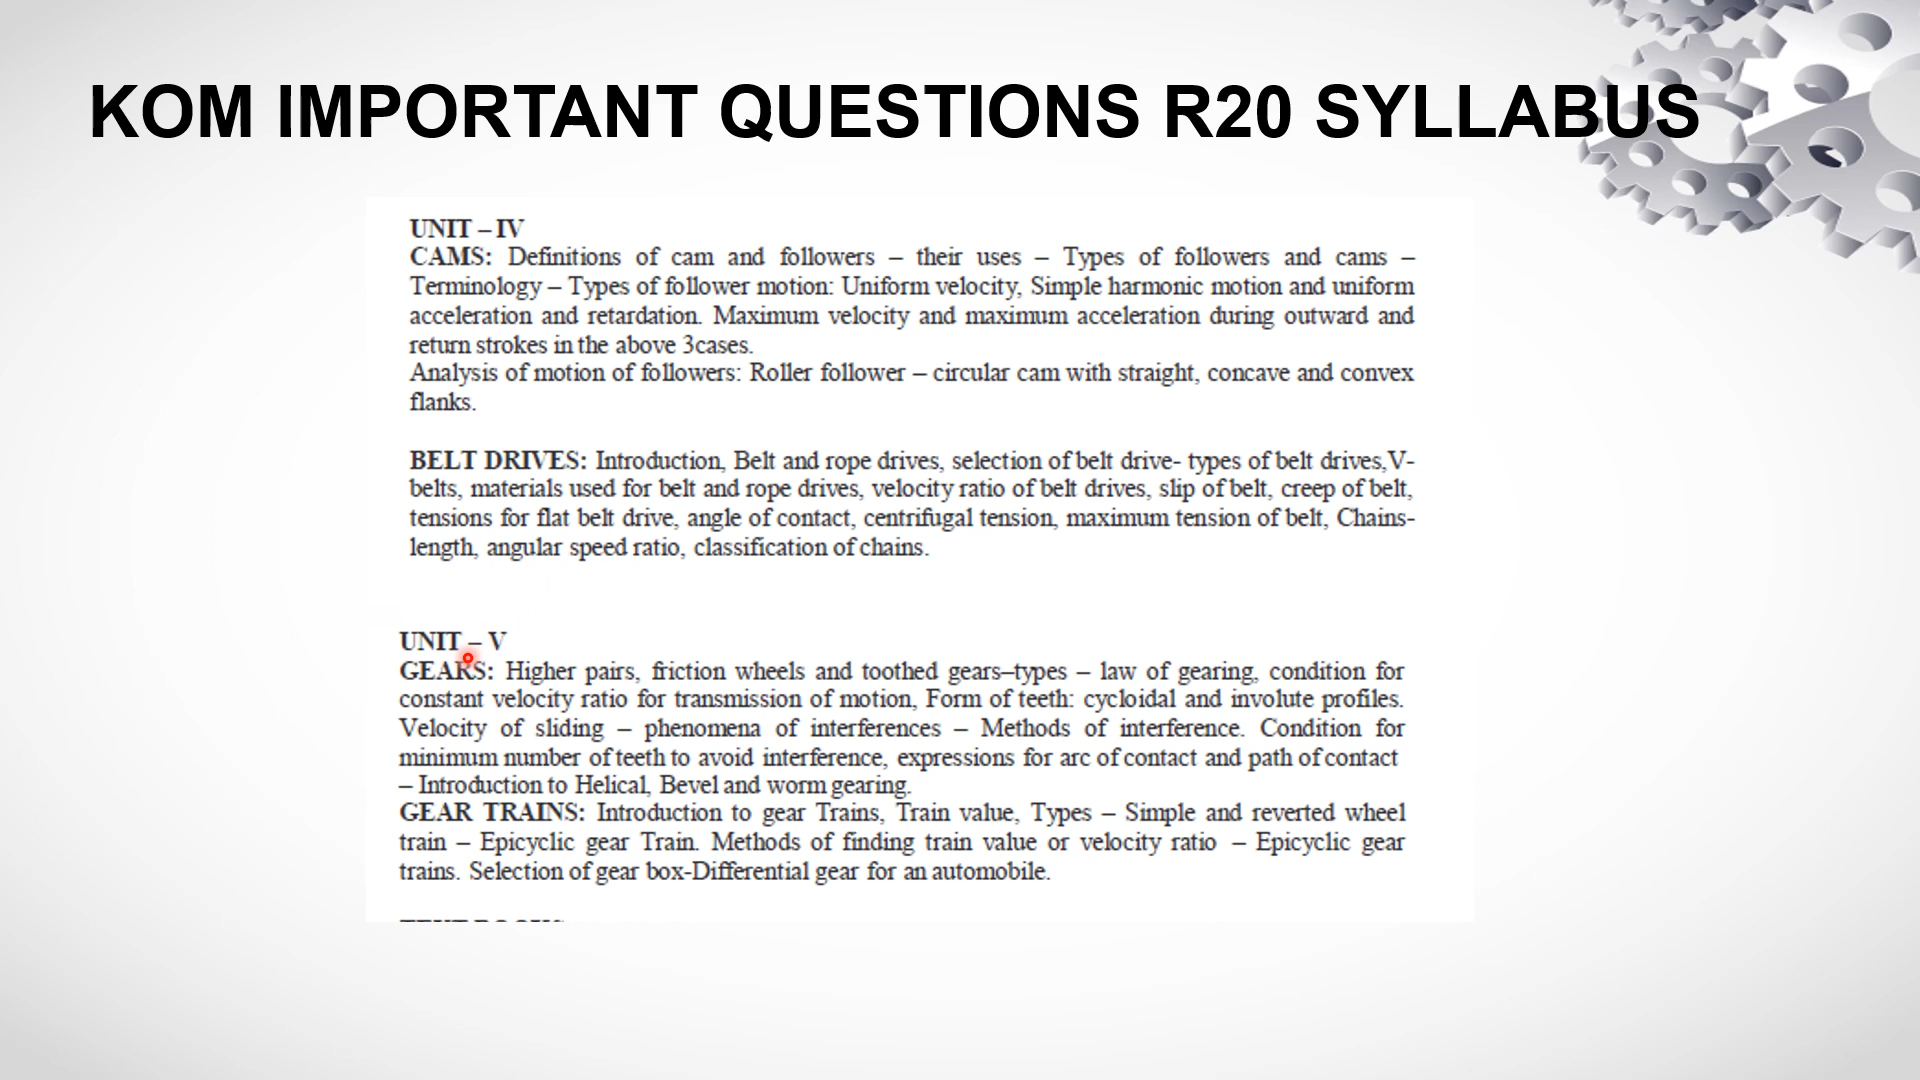 KOM IMPORTANT QUESTIONS R20 SYLLABUS
UNIT – IV
CAMS: Definitions of cam and followers – their uses – Types of followers and cams –
Terminology – Types of follower motion: Uniform velocity, Simple harmonic motion and uniform
acceleration and retardation. Maximum velocity and maximum acceleration during outward and
return strokes in the above 3cases.
Analysis of motion of followers: Roller follower – circular cam with straight, concave and convex
flanks.
BELT DRIVES: Introduction, Belt and rope drives, selection of belt drive- types of belt drives,V-
belts, materials used for belt and rope drives, velocity ratio of belt drives, slip of belt, creep of belt,
tensions for flat belt drive, angle of contact, centrifugal tension, maximum tension of belt, Chains-
length, angular speed ratio, classification of chains.
UNIT – V
GEARS: Higher pairs, friction wheels and toothed gears–types – law of gearing, condition for
constant velocity ratio for transmission of motion, Form of teeth: cycloidal and involute profiles.
Velocity of sliding – phenomena of interferences – Methods of interference. Condition for
minimum number of teeth to avoid interference, expressions for arc of contact and path of contact
– Introduction to Helical, Bevel and worm gearing.
GEAR TRAINS: Introduction to gear Trains, Train value, Types – Simple and reverted wheel
train – Epicyclic gear Train. Methods of finding train value or velocity ratio – Epicyclic gear
trains. Selection of gear box-Differential gear for an automobile.